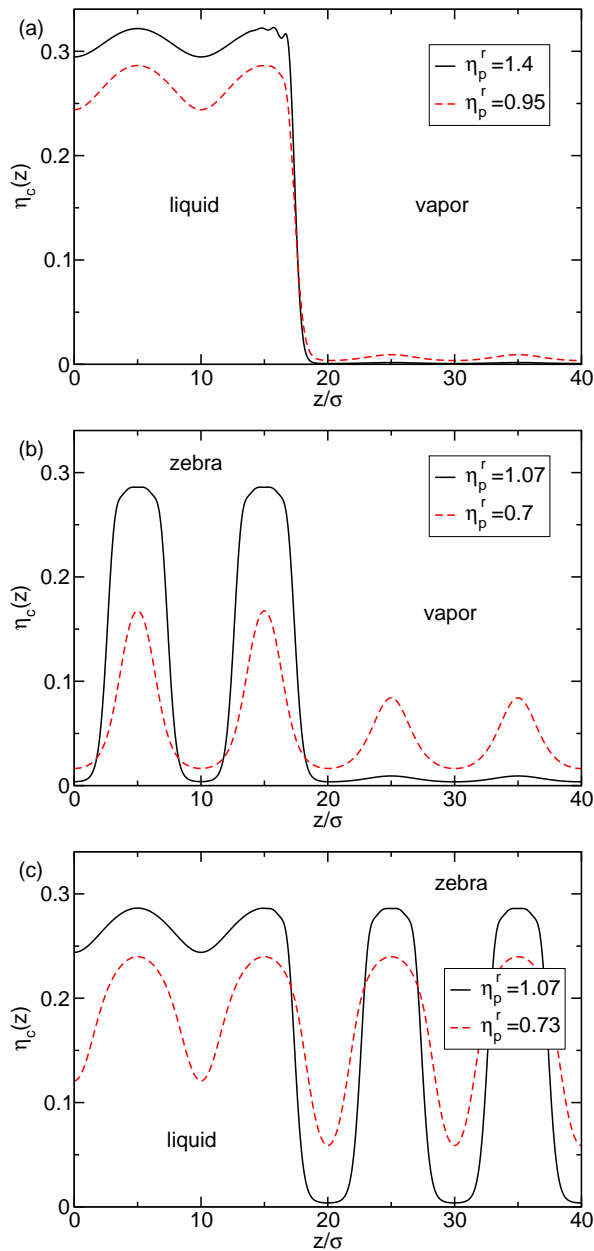 (a)
0.3
0.2
0.1
0
η_c(z)
η_p^r=1.4
η_p^r=0.95
liquid
vapor
0 10 20 30 40
z/σ
(b)
0.3
0.2
0.1
0
η_c(z)
zebra
η_p^r=1.07
η_p^r=0.7
vapor
0 10 20 30 40
z/σ
(c)
0.3
0.2
0.1
0
η_c(z)
zebra
η_p^r=1.07
η_p^r=0.73
liquid
0 10 20 30 40
z/σ